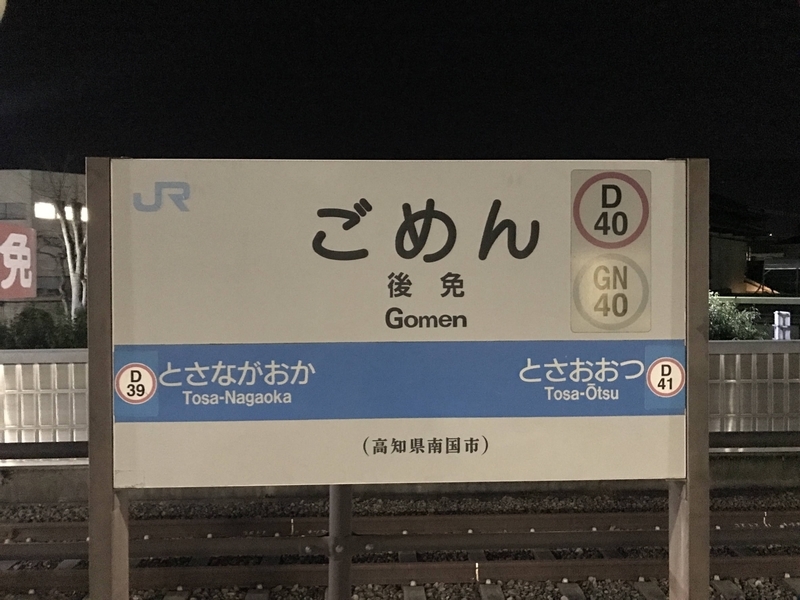 JR
ごめん
後免
Gomen
D
40
GN
40
D
39
とさながおか
Tosa-Nagaoka
とさおおつ
Tosa-Ōtsu
D
41
(高知県南国市)
免